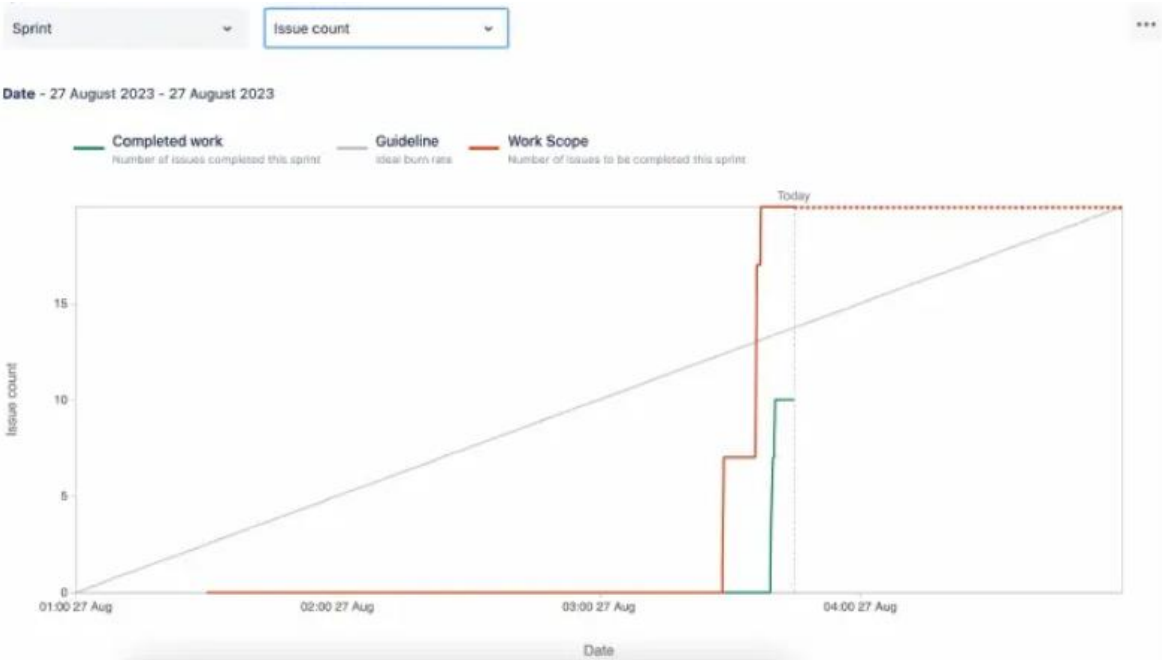 Sprint
Issue count
Date - 27 August 2023 - 27 August 2023
Completed work
Number of issues completed this sprint
Guideline
Ideal burn rate
Work Scope
Number of issues to be completed this sprint
Today
15
10
5
0
Issue count
01:00 27 Aug
02:00 27 Aug
03:00 27 Aug
04:00 27 Aug
Date